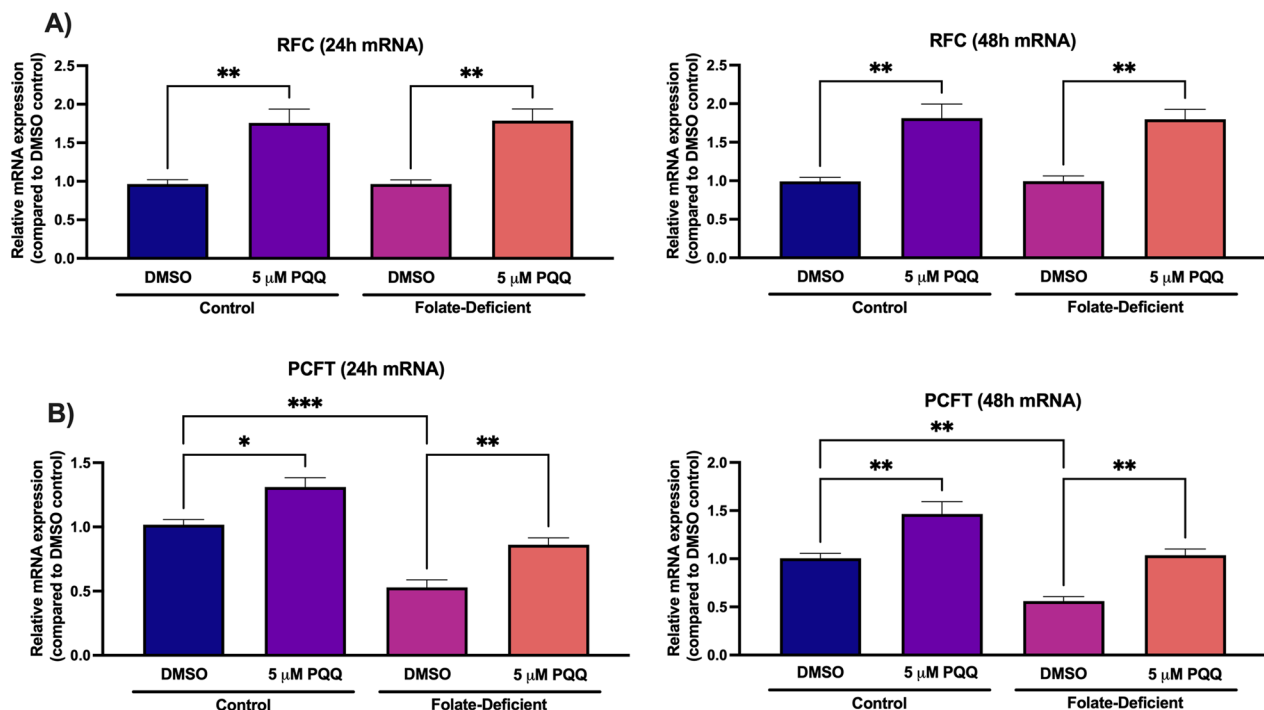 A)
RFC (24h mRNA)
Relative mRNA expression
(compared to DMSO control)
2.5
2.0
1.5
1.0
0.5
0.0
**
**
DMSO
5 μM PQQ
DMSO
5 μM PQQ
Control
Folate-Deficient
RFC (48h mRNA)
Relative mRNA expression
(compared to DMSO control)
2.5
2.0
1.5
1.0
0.5
0.0
**
**
DMSO
5 μM PQQ
DMSO
5 μM PQQ
Control
Folate-Deficient
B)
PCFT (24h mRNA)
Relative mRNA expression
(compared to DMSO control)
1.5
1.0
0.5
0.0
***
*
**
DMSO
5 μM PQQ
DMSO
5 μM PQQ
Control
Folate-Deficient
PCFT (48h mRNA)
Relative mRNA expression
(compared to DMSO control)
2.0
1.5
1.0
0.5
0.0
**
**
**
DMSO
5 μM PQQ
DMSO
5 μM PQQ
Control
Folate-Deficient